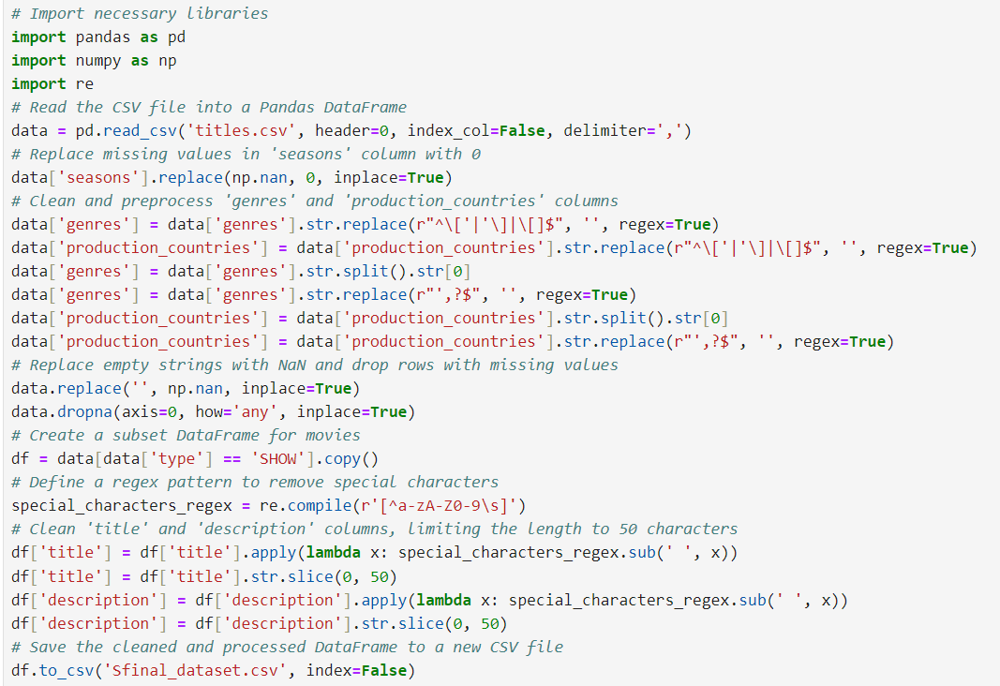 # Import necessary libraries
import pandas as pd
import numpy as np
import re
# Read the CSV file into a Pandas DataFrame
data = pd.read_csv('titles.csv', header=0, index_col=False, delimiter=',')
# Replace missing values in 'seasons' column with 0
data['seasons'].replace(np.nan, 0, inplace=True)
# Clean and preprocess 'genres' and 'production_countries' columns
data['genres'] = data['genres'].str.replace(r"^\['|'\]|\[]$", '', regex=True)
data['production_countries'] = data['production_countries'].str.replace(r"^\['|'\]|\[]$", '', regex=True)
data['genres'] = data['genres'].str.split().str[0]
data['genres'] = data['genres'].str.replace(r"',?$", '', regex=True)
data['production_countries'] = data['production_countries'].str.split().str[0]
data['production_countries'] = data['production_countries'].str.replace(r"',?$", '', regex=True)
# Replace empty strings with NaN and drop rows with missing values
data.replace('', np.nan, inplace=True)
data.dropna(axis=0, how='any', inplace=True)
# Create a subset DataFrame for movies
df = data[data['type'] == 'SHOW'].copy()
# Define a regex pattern to remove special characters
special_characters_regex = re.compile(r'[^a-zA-Z0-9\s]')
# Clean 'title' and 'description' columns, limiting the length to 50 characters
df['title'] = df['title'].apply(lambda x: special_characters_regex.sub(' ', x))
df['title'] = df['title'].str.slice(0, 50)
df['description'] = df['description'].apply(lambda x: special_characters_regex.sub(' ', x))
df['description'] = df['description'].str.slice(0, 50)
# Save the cleaned and processed DataFrame to a new CSV file
df.to_csv('Sfinal_dataset.csv', index=False)